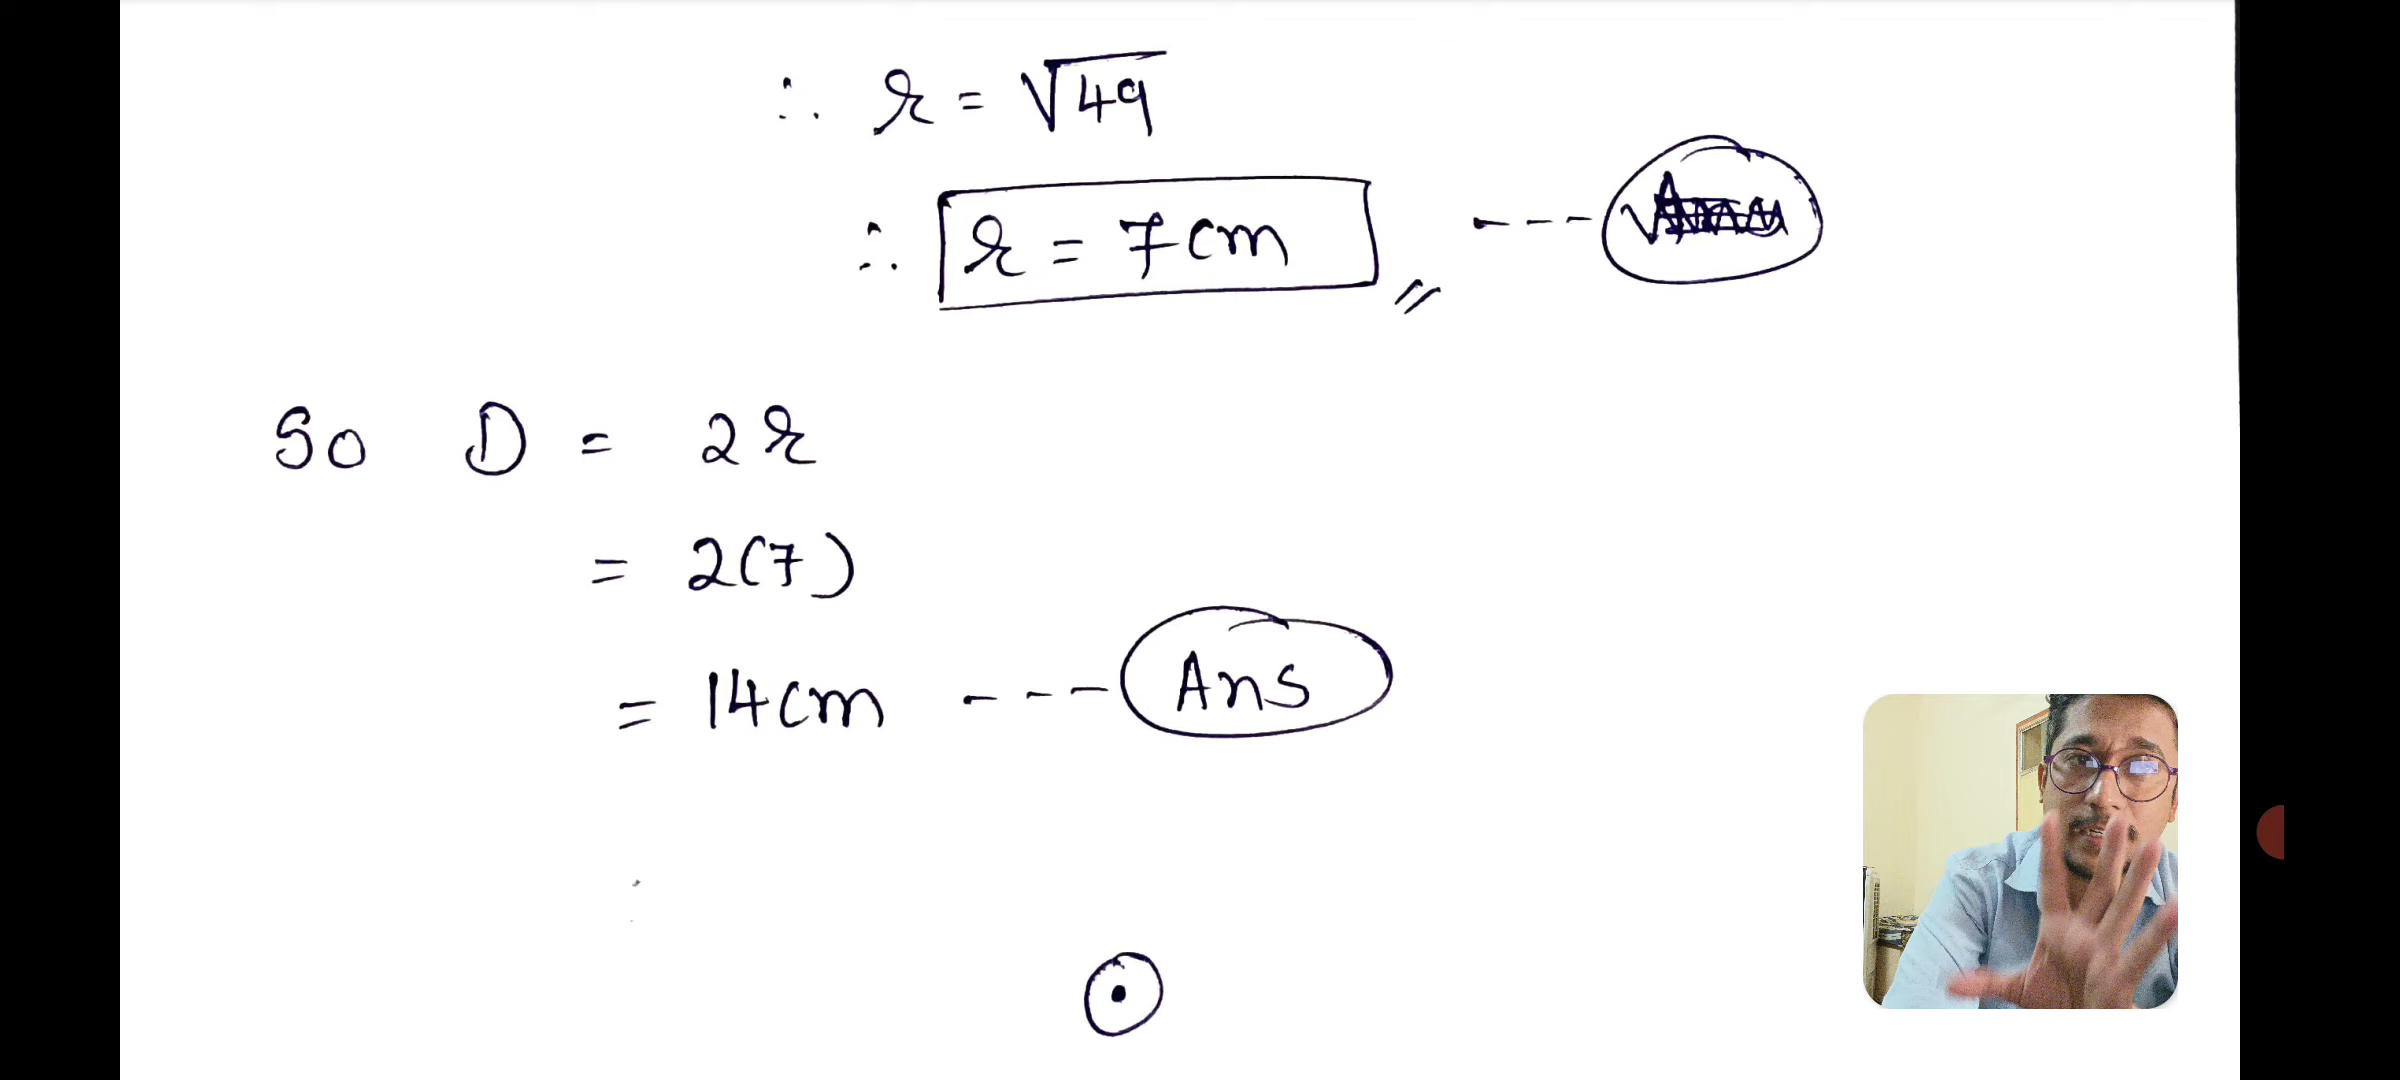 ∴ r = √49
∴ r = 7cm ---
So D = 2r
= 2(7)
= 14cm --- Ans